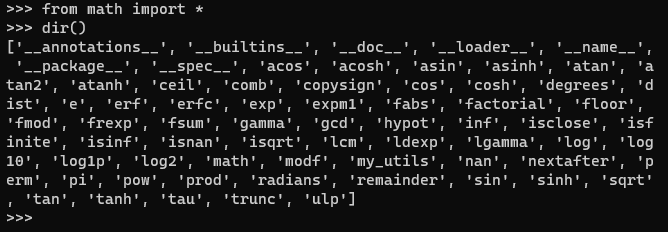 >>> from math import *
>>> dir()
['__annotations__', '__builtins__', '__doc__', '__loader__', '__name__',
 '__package__', '__spec__', 'acos', 'acosh', 'asin', 'asinh', 'atan', 'a
tan2', 'atanh', 'ceil', 'comb', 'copysign', 'cos', 'cosh', 'degrees', 'd
ist', 'e', 'erf', 'erfc', 'exp', 'expm1', 'fabs', 'factorial', 'floor',
'fmod', 'frexp', 'fsum', 'gamma', 'gcd', 'hypot', 'inf', 'isclose', 'isf
inite', 'isinf', 'isnan', 'isqrt', 'lcm', 'ldexp', 'lgamma', 'log', 'log
10', 'log1p', 'log2', 'math', 'modf', 'my_utils', 'nan', 'nextafter', 'p
erm', 'pi', 'pow', 'prod', 'radians', 'remainder', 'sin', 'sinh', 'sqrt'
, 'tan', 'tanh', 'tau', 'trunc', 'ulp']
>>>